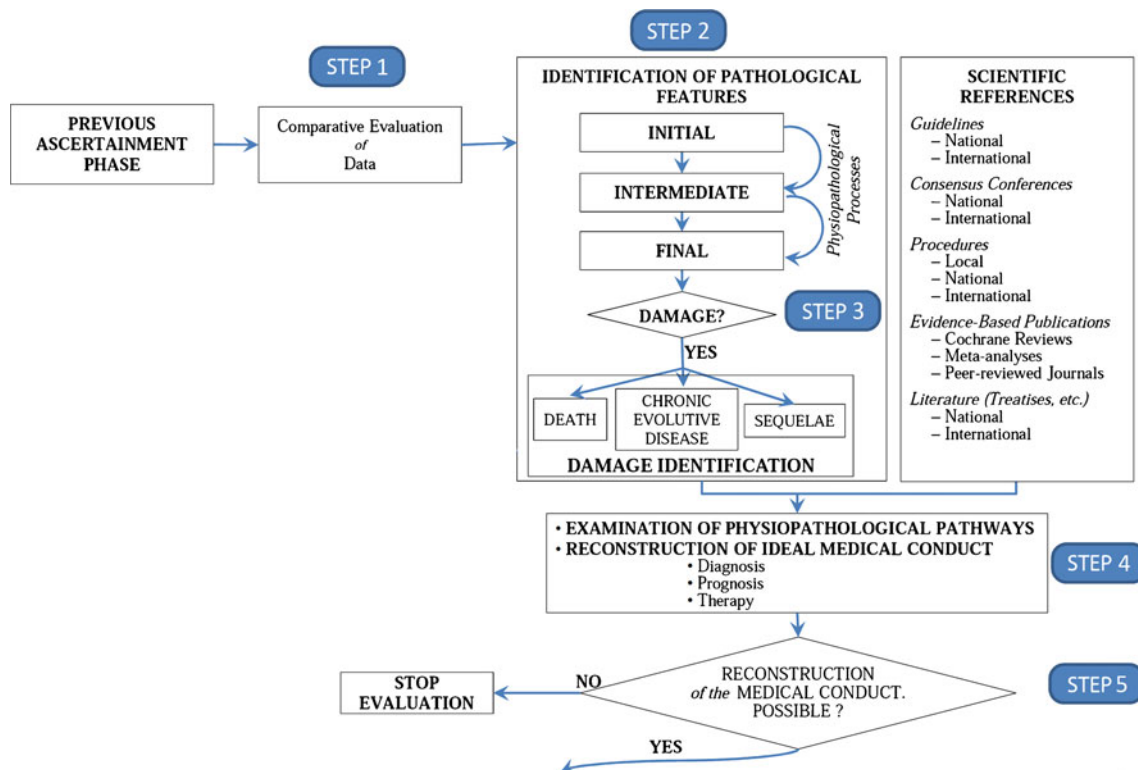 STEP 1
STEP 2
PREVIOUS
ASCERTAINMENT
PHASE
Comparative Evaluation
of
Data
IDENTIFICATION OF PATHOLOGICAL
FEATURES
INITIAL
INTERMEDIATE
FINAL
Physiopathological
Processes
STEP 3
DAMAGE?
YES
DEATH
CHRONIC
EVOLUTIVE
DISEASE
SEQUELAE
DAMAGE IDENTIFICATION
SCIENTIFIC
REFERENCES
Guidelines
– National
– International
Consensus Conferences
– National
– International
Procedures
– Local
– National
– International
Evidence-Based Publications
– Cochrane Reviews
– Meta-analyses
– Peer-reviewed Journals
Literature (Treatises, etc.)
– National
– International
• EXAMINATION OF PHYSIOPATHOLOGICAL PATHWAYS
• RECONSTRUCTION OF IDEAL MEDICAL CONDUCT
• Diagnosis
• Prognosis
• Therapy
STEP 4
RECONSTRUCTION
of the MEDICAL CONDUCT.
POSSIBLE ?
STEP 5
NO
STOP
EVALUATION
YES